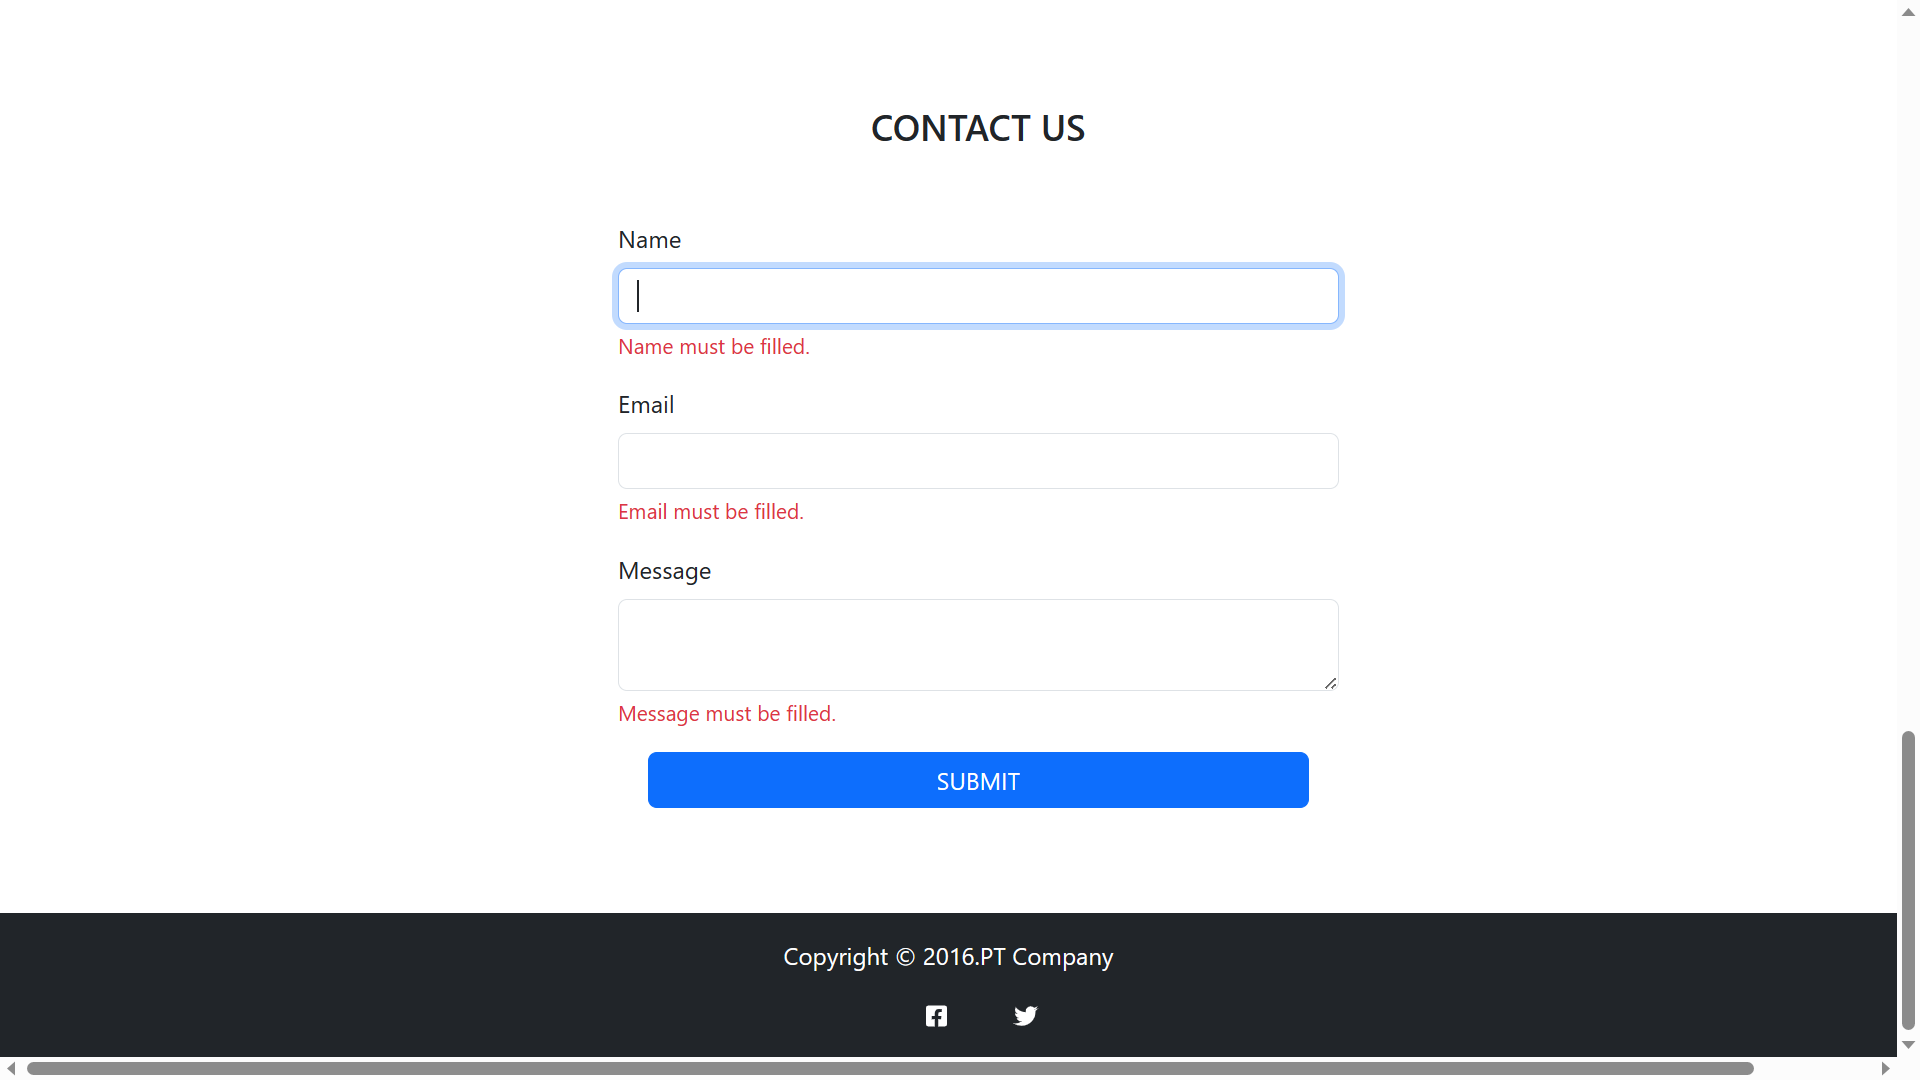 CONTACT US
Name
Name must be filled.
Email
Email must be filled.
Message
Message must be filled.
SUBMIT
Copyright © 2016.PT Company